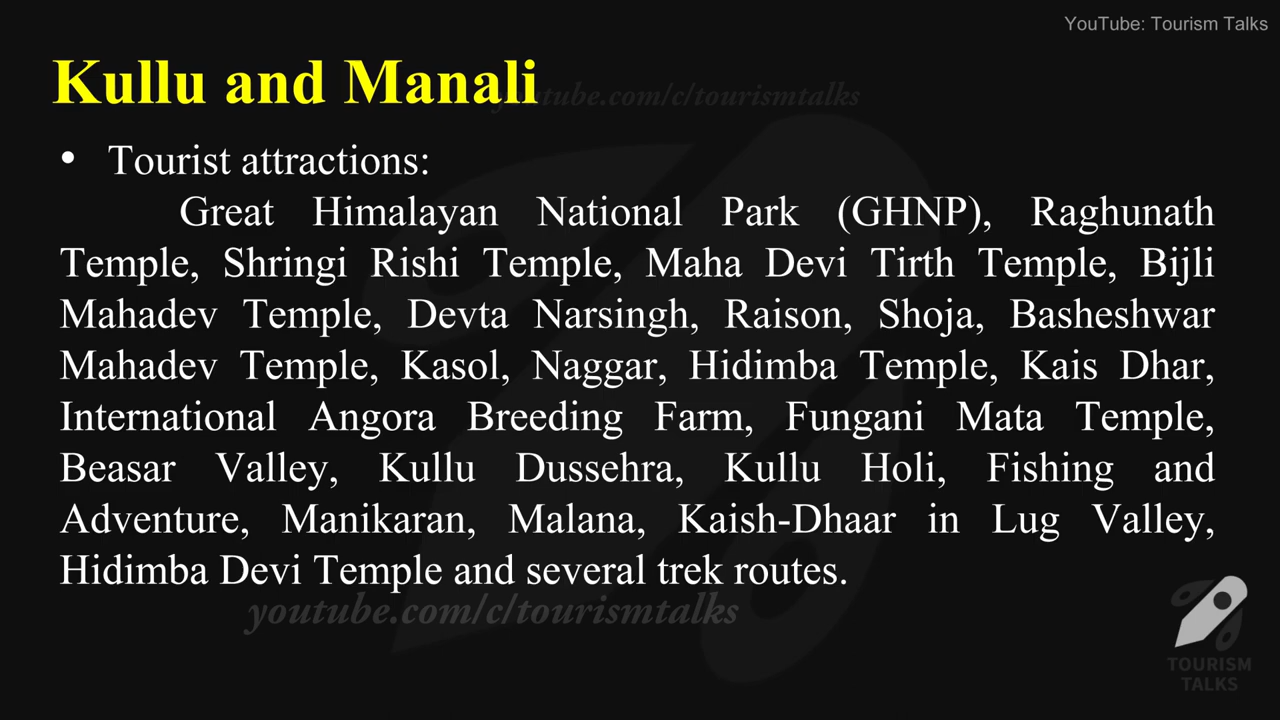 YouTube: Tourism Talks
Kullu and Manali
youtube.com/c/tourismtalks
• Tourist attractions:
Great Himalayan National Park (GHNP), Raghunath
Temple, Shringi Rishi Temple, Maha Devi Tirth Temple, Bijli
Mahadev Temple, Devta Narsingh, Raison, Shoja, Basheshwar
Mahadev Temple, Kasol, Naggar, Hidimba Temple, Kais Dhar,
International Angora Breeding Farm, Fungani Mata Temple,
Beasar Valley, Kullu Dussehra, Kullu Holi, Fishing and
Adventure, Manikaran, Malana, Kaish-Dhaar in Lug Valley,
Hidimba Devi Temple and several trek routes.
youtube.com/c/tourismtalks
TOURISM
TALKS